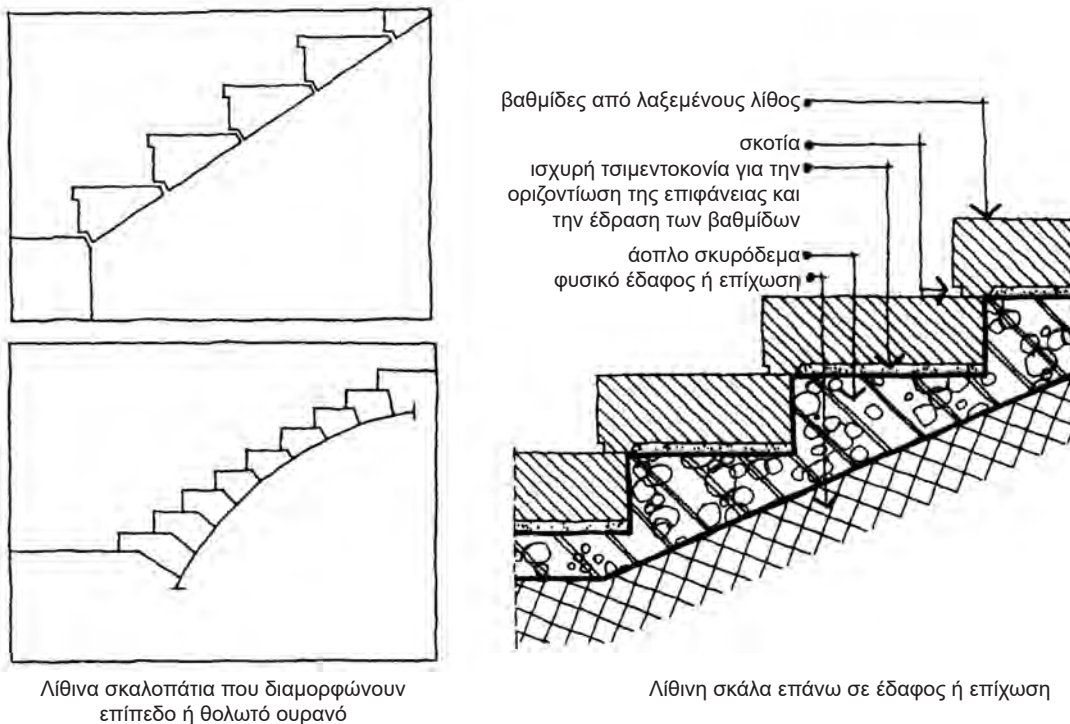 βαθμίδες από λαξεμένους λίθος
σκοτία
ισχυρή τσιμεντοκονία για την
οριζοντίωση της επιφάνειας και
την έδραση των βαθμίδων
άοπλο σκυρόδεμα
φυσικό έδαφος ή επίχωση
Λίθινα σκαλοπάτια που διαμορφώνουν
επίπεδο ή θολωτό ουρανό
Λίθινη σκάλα επάνω σε έδαφος ή επίχωση